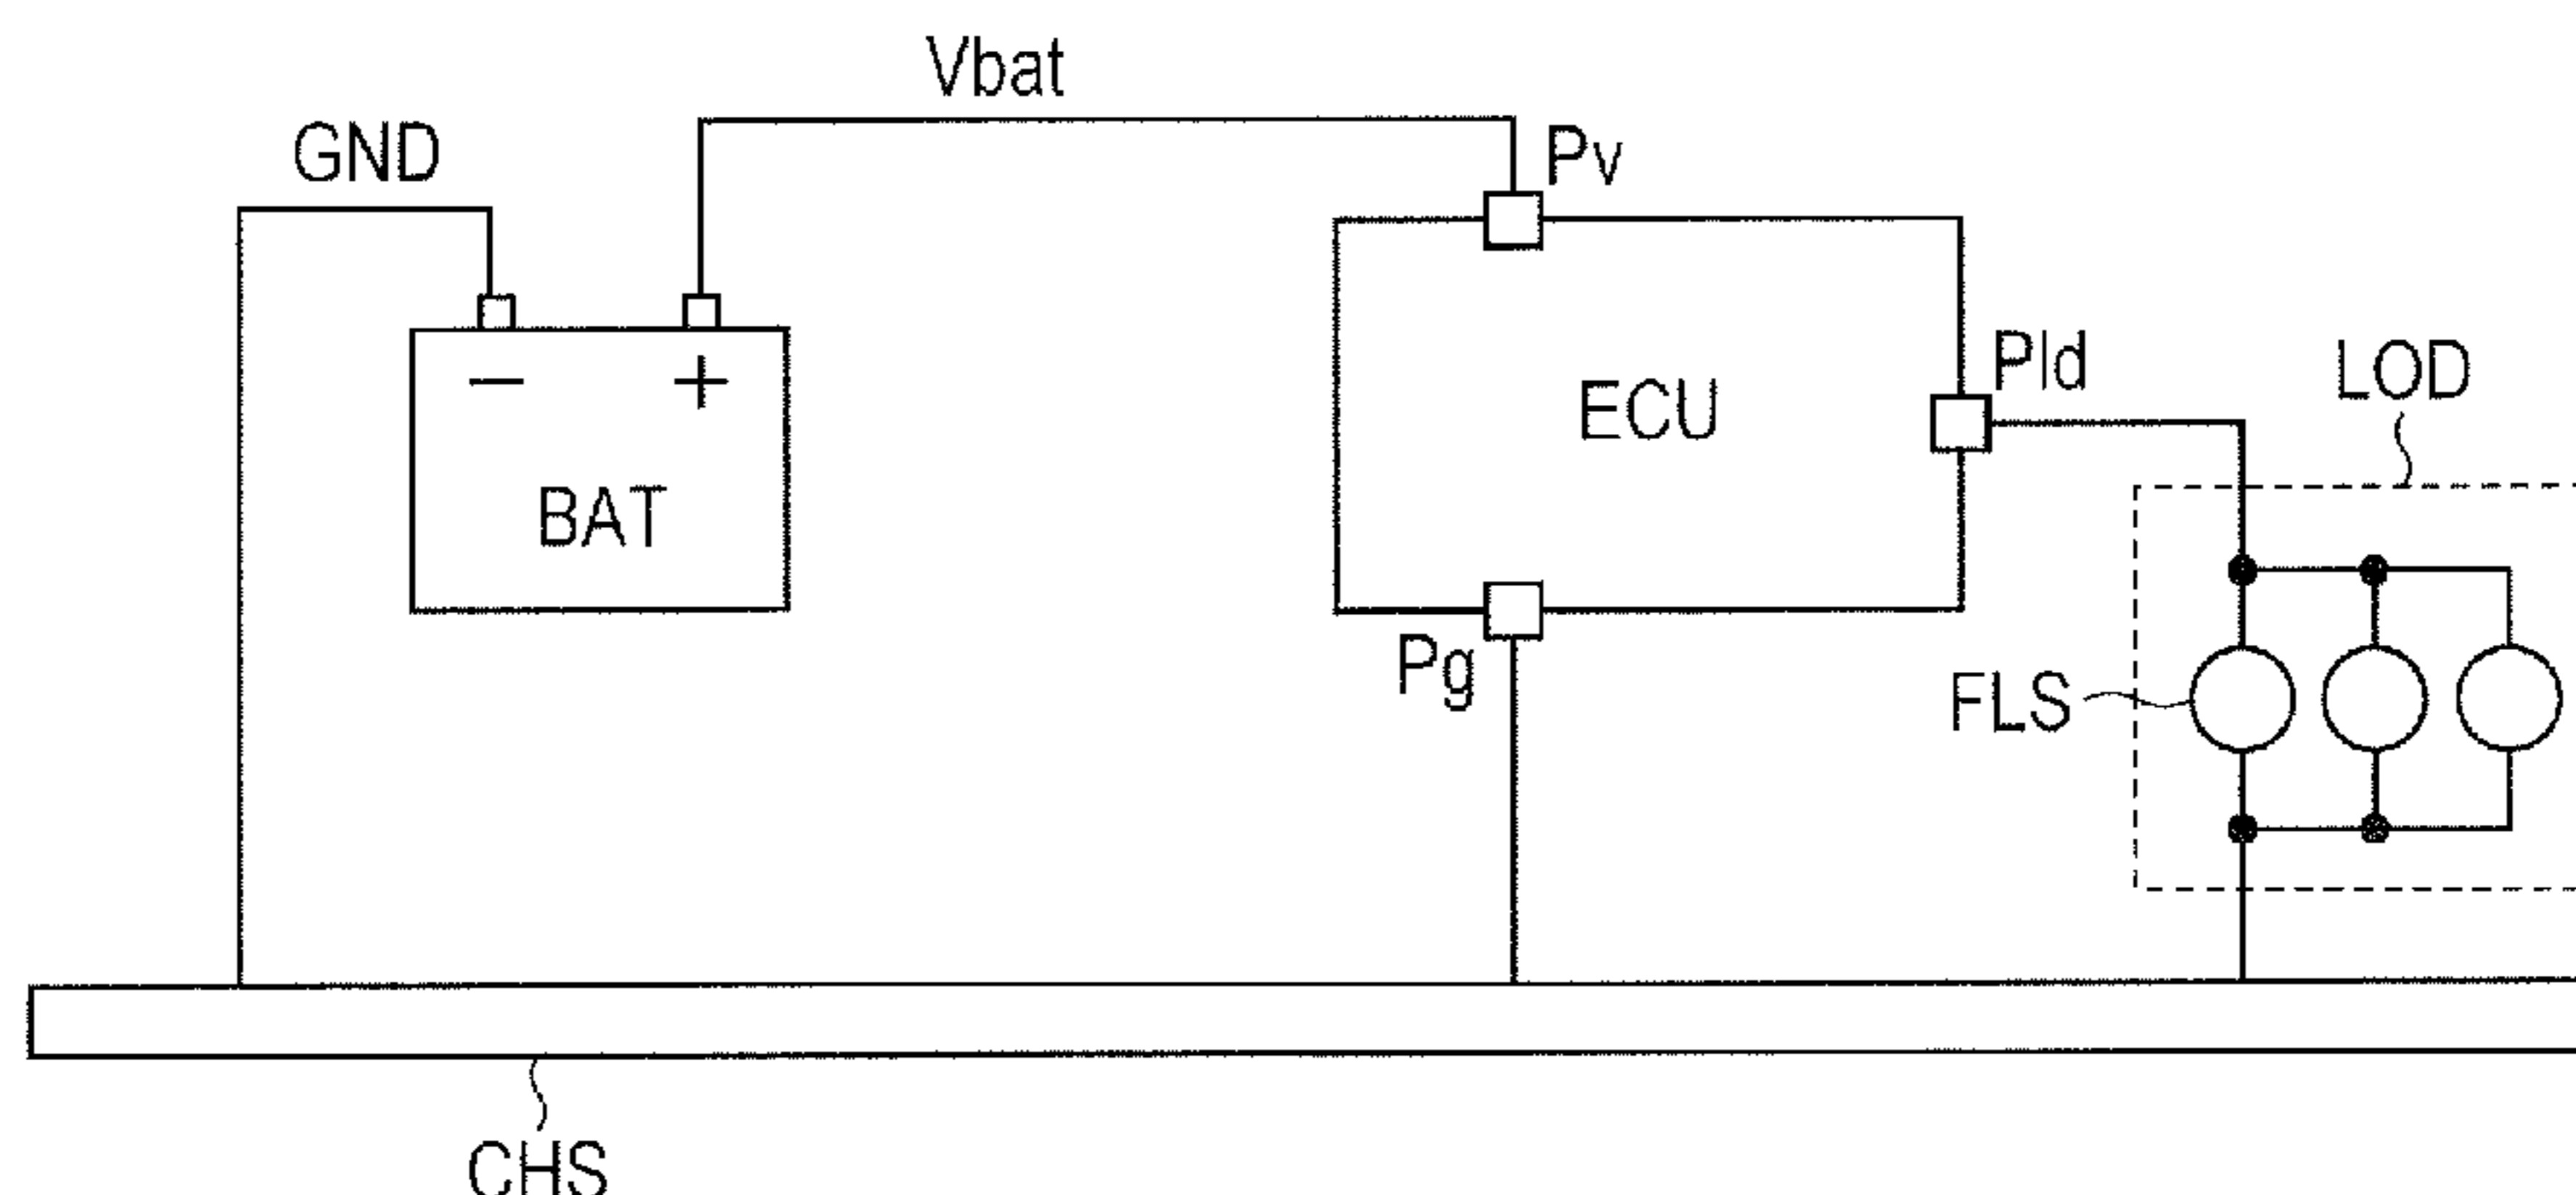 Vbat
GND
Pv
Pld
LOD
ECU
− +
BAT
Pg
FLS
CHS